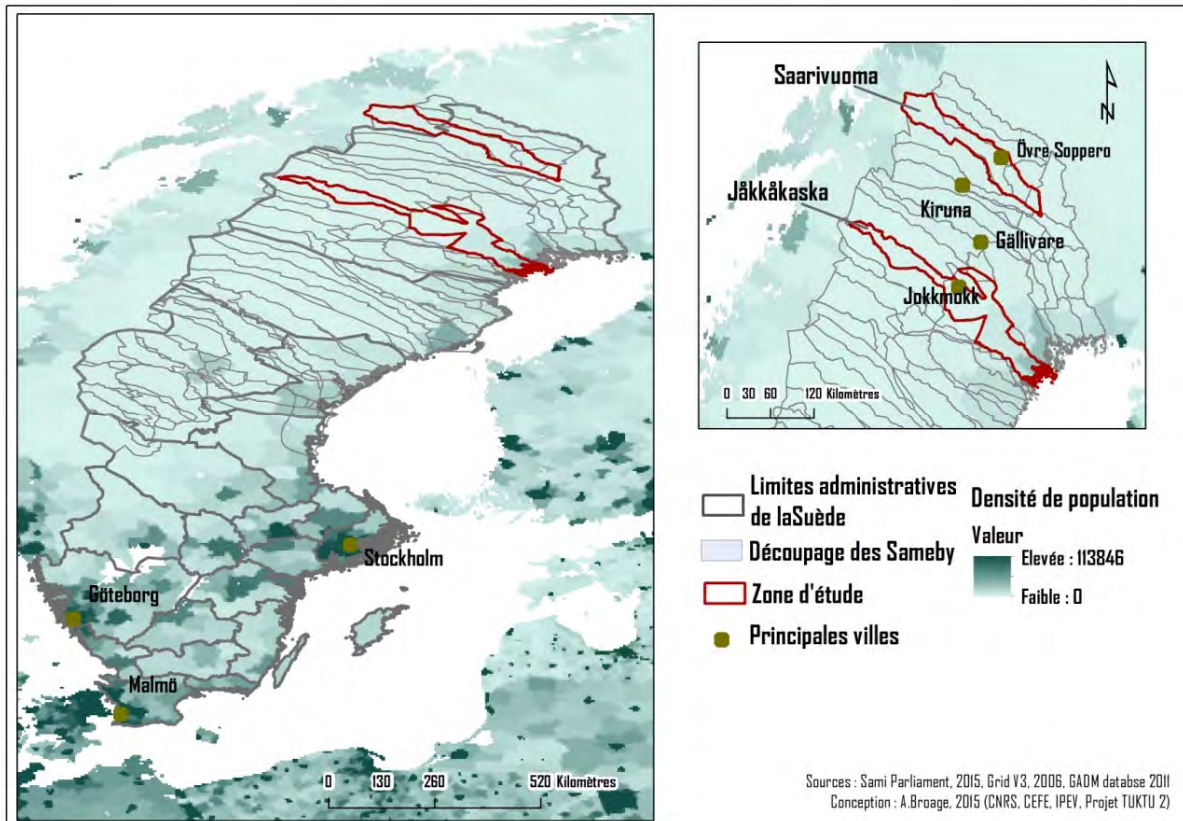 Stockholm
Göteborg
Malmö
0 130 260 520 Kilomètres
Saarivuoma
Övre Soppero
Kiruna
Jåkkåkaska
Gällivare
Jokkmokk
N
0 30 60 120 Kilomètres
Limites administratives
de laSuède
Découpage des Sameby
Zone d'étude
Principales villes
Densité de population
Valeur
Elevée : 113846
Faible : 0
Sources : Sami Parliament, 2015, Grid V3, 2006, GADM databse 2011
Conception : A.Broage, 2015 (CNRS, CEFE, IPEV, Projet TUKTU 2)